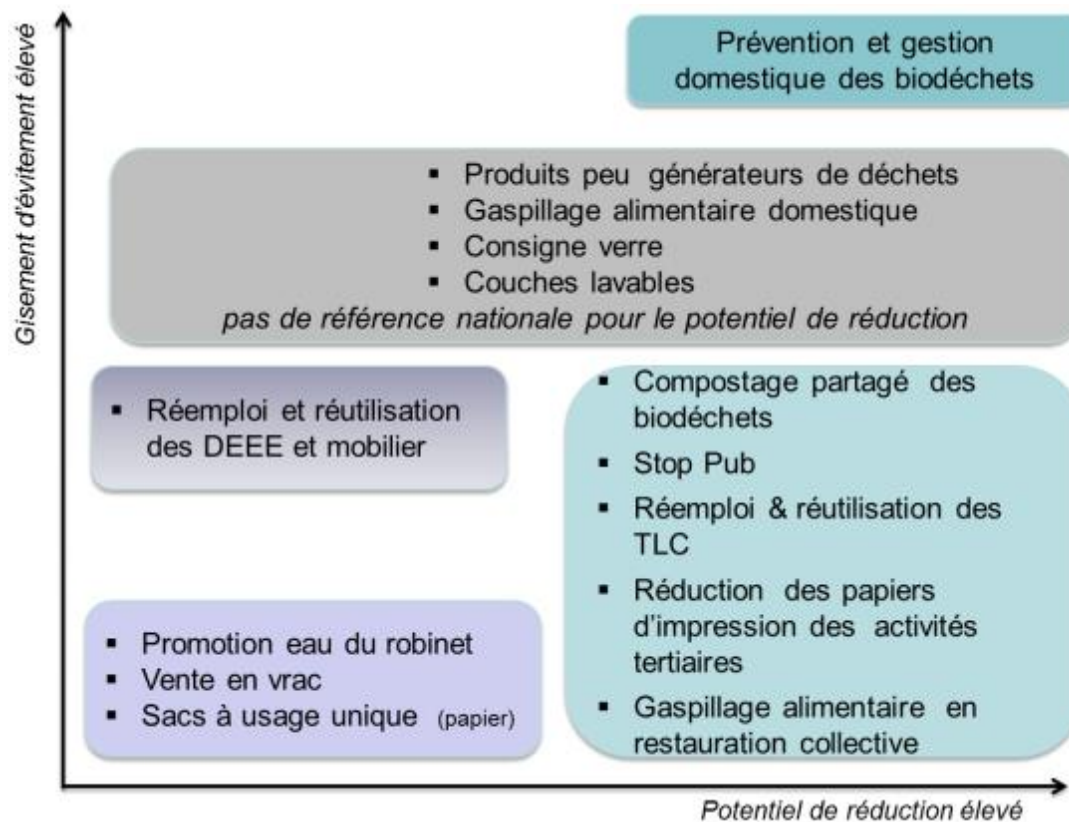 Gisement d'évitement élevé
Prévention et gestion
domestique des biodéchets
▪ Produits peu générateurs de déchets
▪ Gaspillage alimentaire domestique
▪ Consigne verre
▪ Couches lavables
pas de référence nationale pour le potentiel de réduction
▪ Réemploi et réutilisation
des DEEE et mobilier
▪ Compostage partagé des
biodéchets
▪ Stop Pub
▪ Réemploi & réutilisation des
TLC
▪ Réduction des papiers
d'impression des activités
tertiaires
▪ Gaspillage alimentaire en
restauration collective
▪ Promotion eau du robinet
▪ Vente en vrac
▪ Sacs à usage unique (papier)
Potentiel de réduction élevé